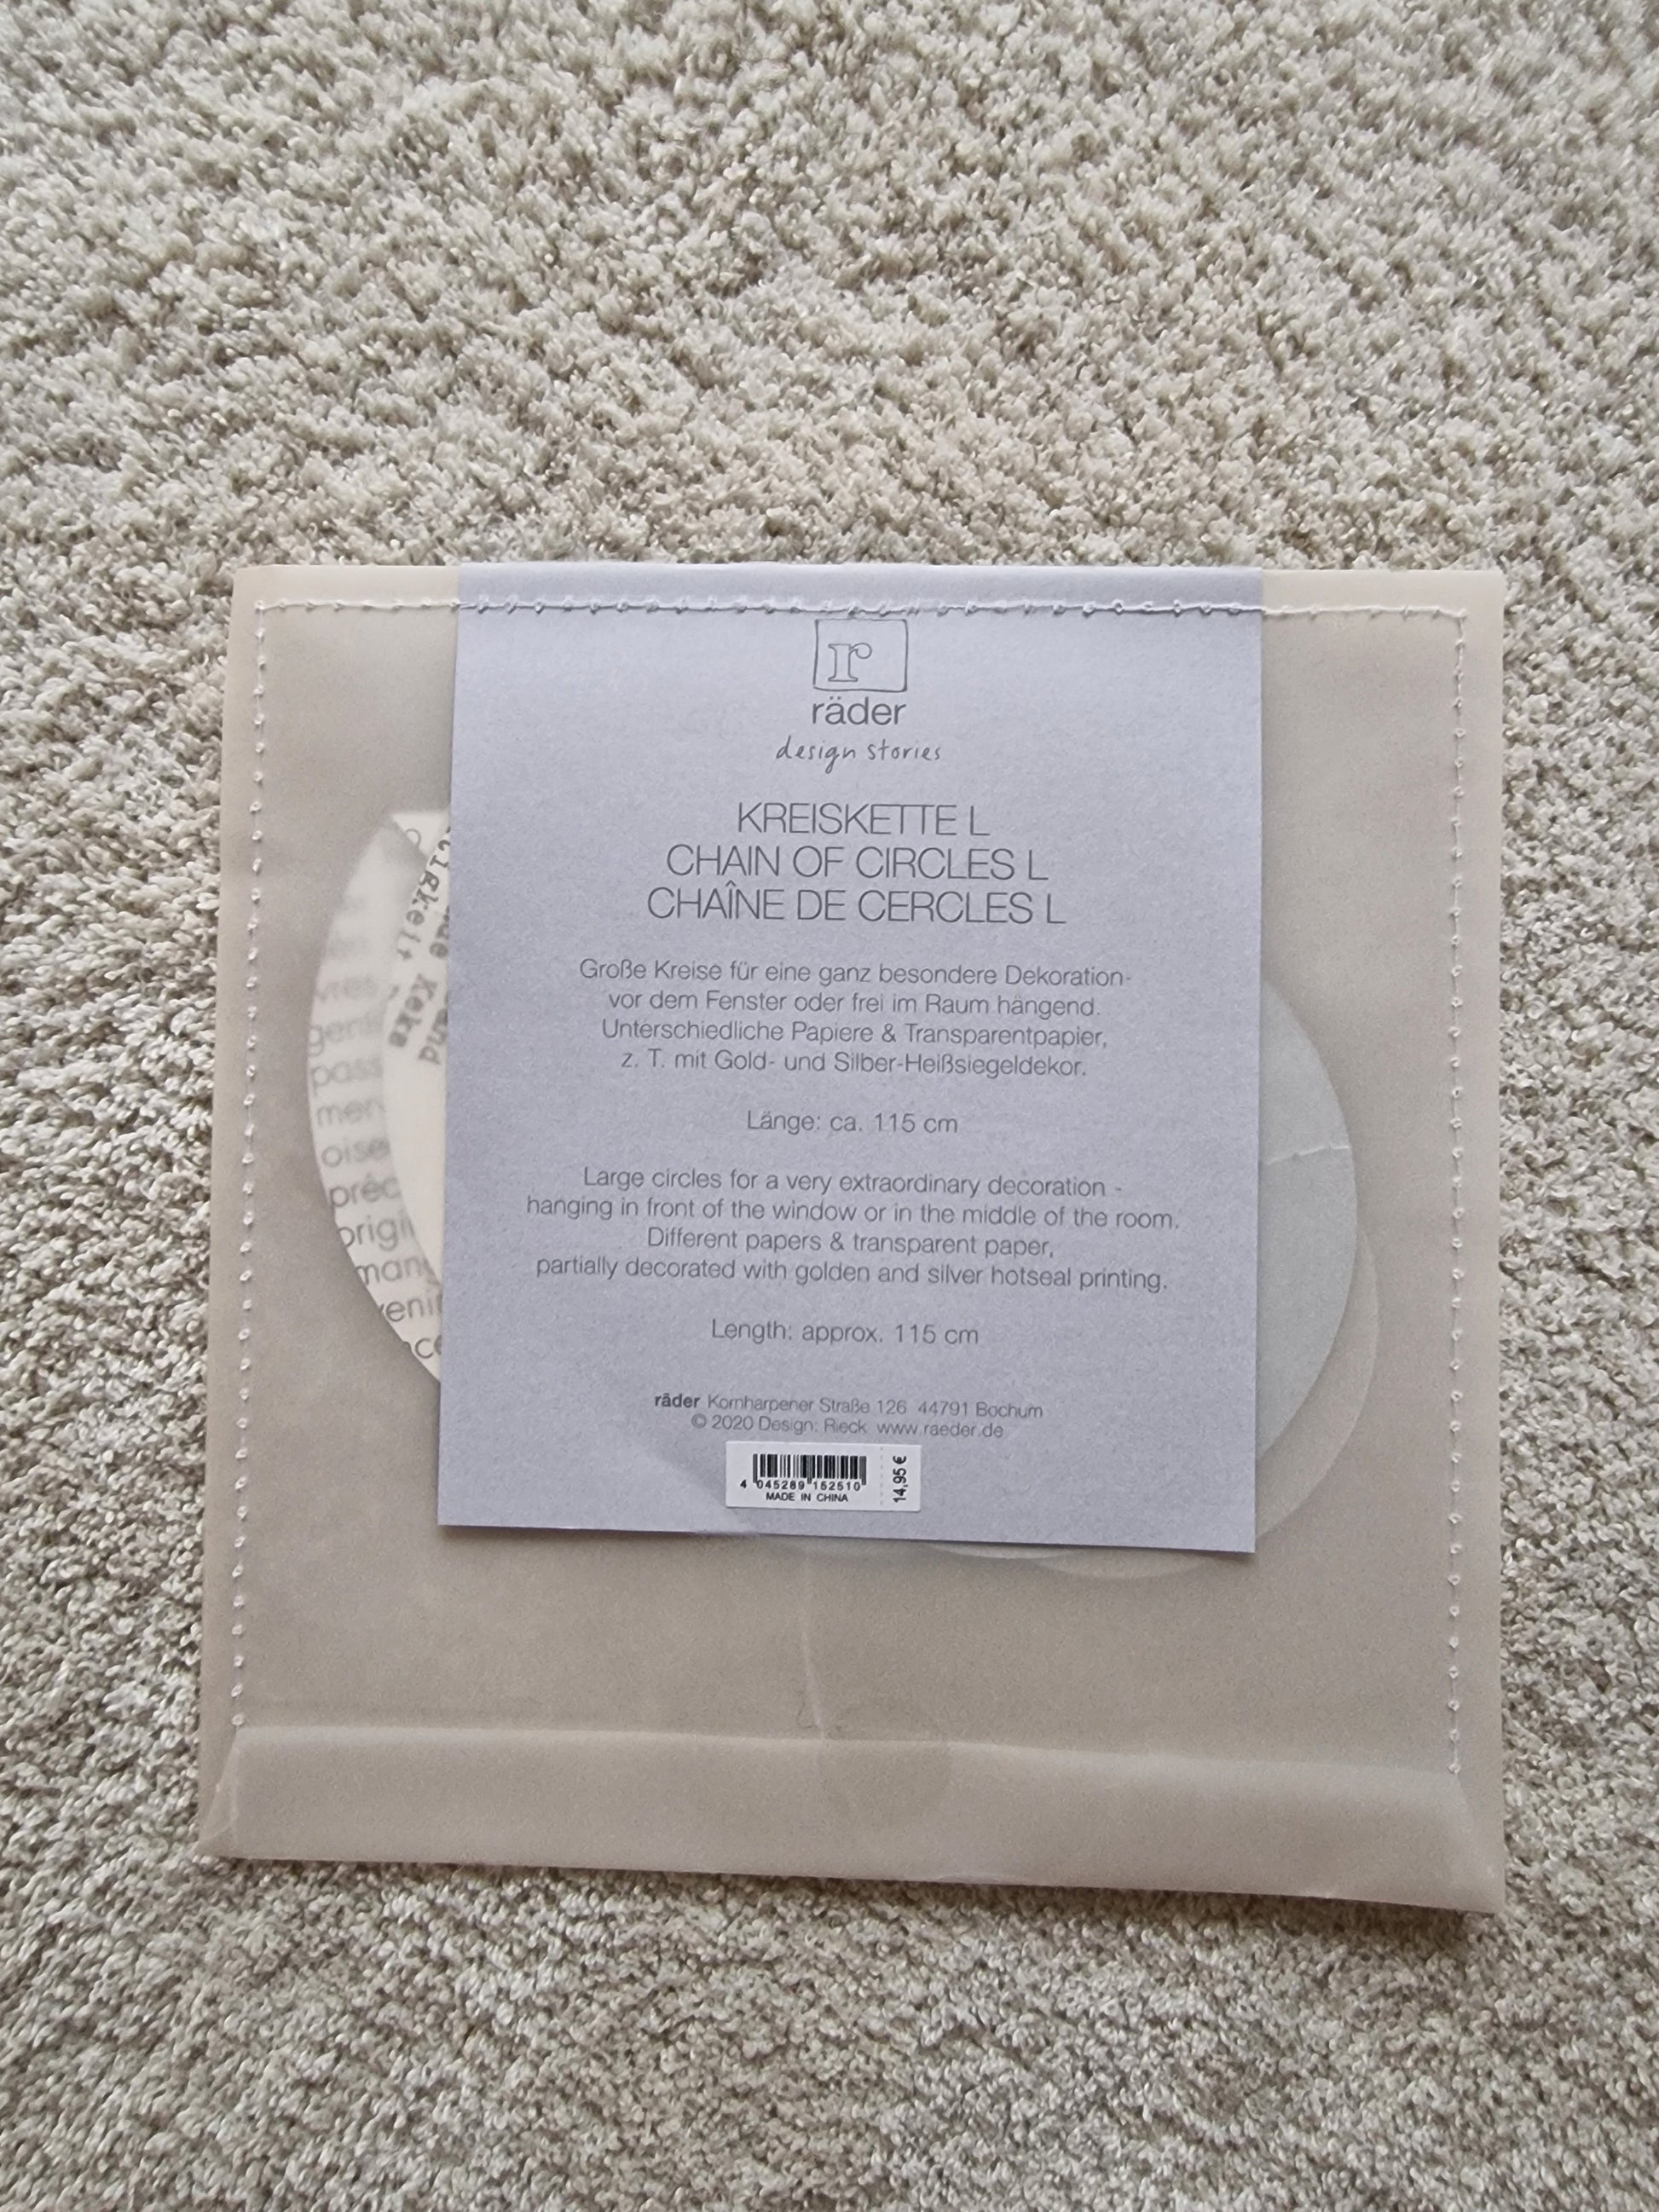 r
räder
design stories
KREISKETTE L
CHAIN OF CIRCLES L
CHAÎNE DE CERCLES L
Große Kreise für eine ganz besondere Dekoration-
vor dem Fenster oder frei im Raum hängend.
Unterschiedliche Papiere & Transparentpapier,
z. T. mit Gold- und Silber-Heißsiegeldekor.
Länge: ca. 115 cm
Large circles for a very extraordinary decoration -
hanging in front of the window or in the middle of the room.
Different papers & transparent paper,
partially decorated with golden and silver hotseal printing.
Length: approx. 115 cm
räder Kornharpener Straße 126 44791 Bochum
© 2020 Design: Rieck www.raeder.de
4 045289 152510
MADE IN CHINA
14,95 €